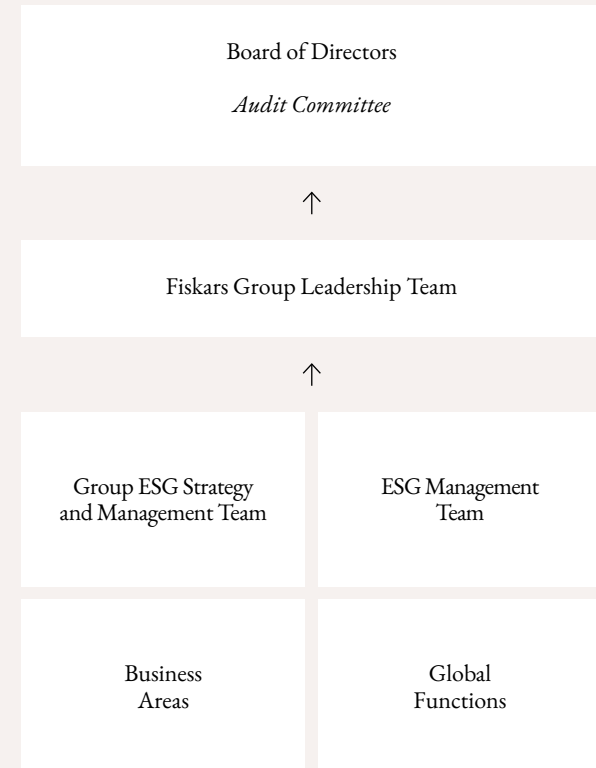 Board of Directors
Audit Committee
Fiskars Group Leadership Team
Group ESG Strategy
and Management Team
ESG Management
Team
Business
Areas
Global
Functions